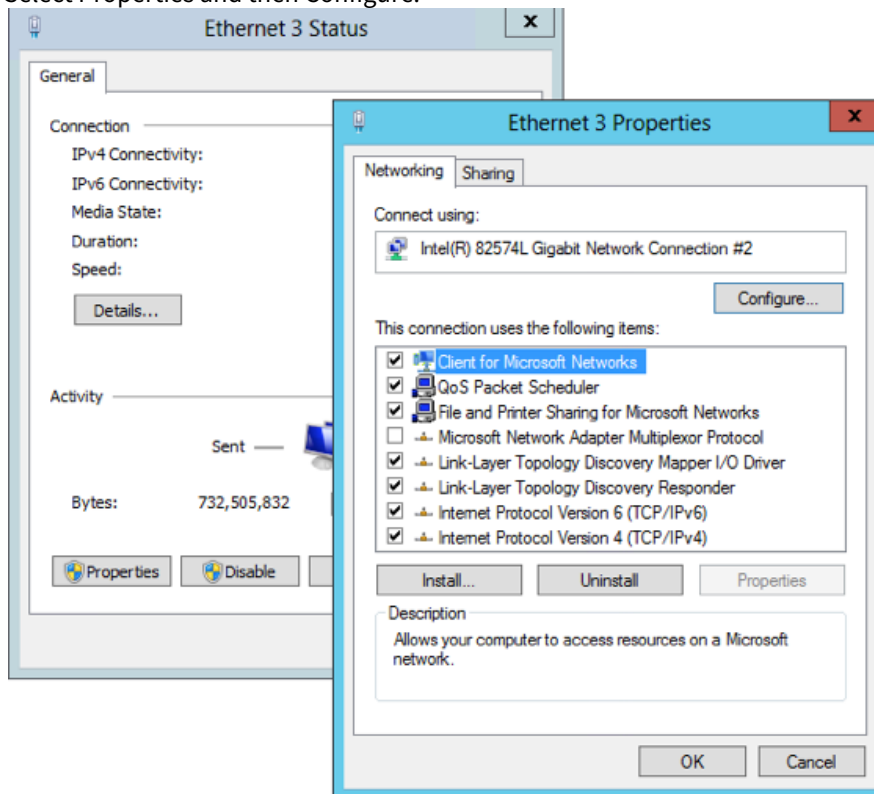 Select Properties and then Configure.
Ethernet 3 Status
x
General
Connection
IPv4 Connectivity:
IPv6 Connectivity:
Media State:
Duration:
Speed:
Details...
Activity
Sent
Bytes:
732,505,832
Properties
Disable
Ethernet 3 Properties
x
Networking
Sharing
Connect using:
Intel(R) 82574L Gigabit Network Connection #2
Configure...
This connection uses the following items:
Client for Microsoft Networks
QoS Packet Scheduler
File and Printer Sharing for Microsoft Networks
Microsoft Network Adapter Multiplexor Protocol
Link-Layer Topology Discovery Mapper I/O Driver
Link-Layer Topology Discovery Responder
Internet Protocol Version 6 (TCP/IPv6)
Internet Protocol Version 4 (TCP/IPv4)
Install...
Uninstall
Properties
Description
Allows your computer to access resources on a Microsoft
network.
OK
Cancel